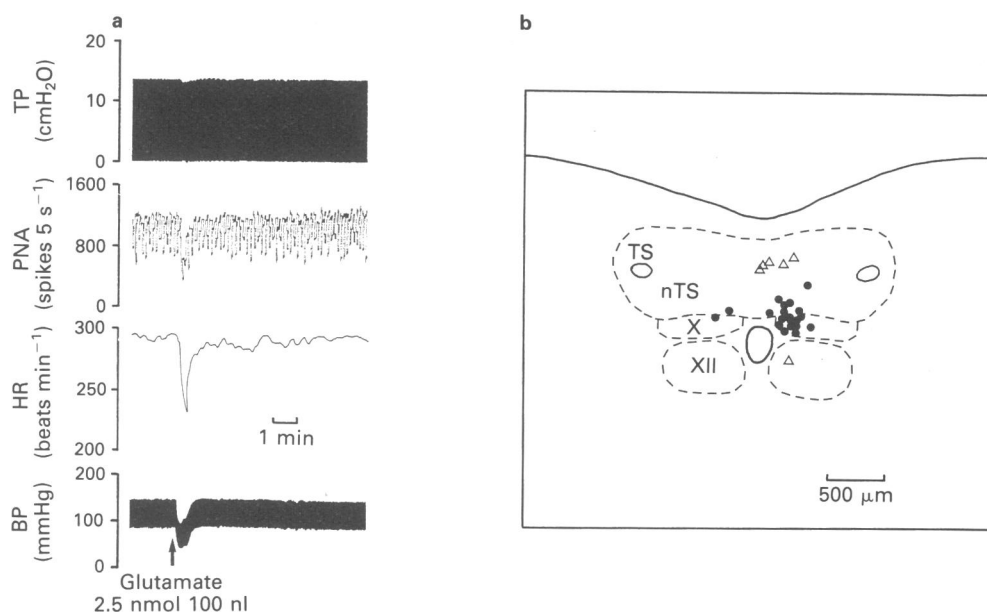 a
20
10
0
TP
(cmH₂O)
1600
800
0
PNA
(spikes 5 s⁻¹)
300
250
200
HR
(beats min⁻¹)
1 min
200
100
0
BP
(mmHg)
Glutamate
2.5 nmol 100 nl
b
TS
nTS
X
XII
500 μm